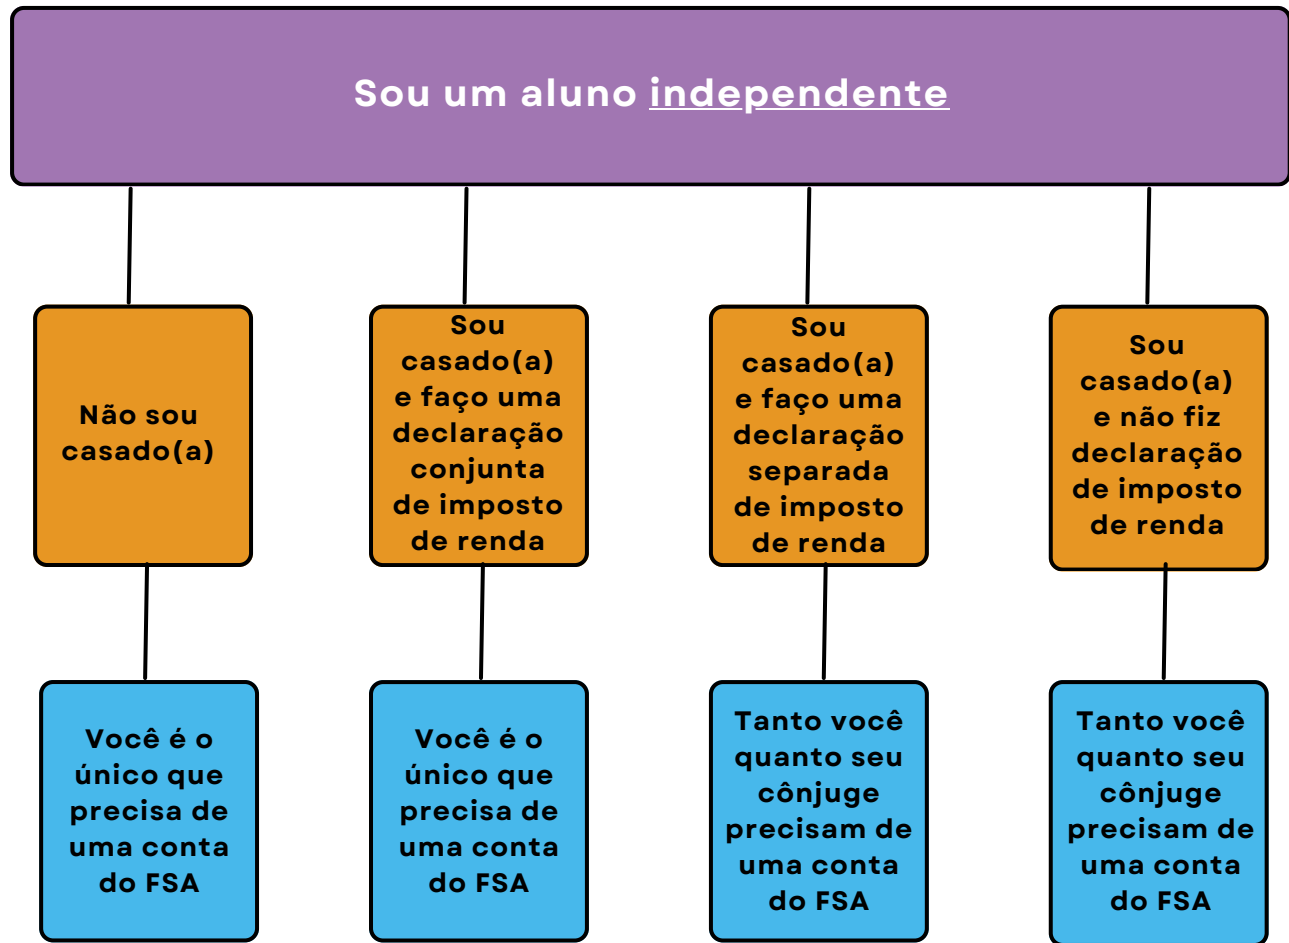 Sou um aluno independente
Não sou
casado(a)
Sou
casado(a)
e faço uma
declaração
conjunta
de imposto
de renda
Sou
casado(a)
e faço uma
declaração
separada
de imposto
de renda
Sou
casado(a)
e não fiz
declaração
de imposto
de renda
Você é o
único que
precisa de
uma conta
do FSA
Você é o
único que
precisa de
uma conta
do FSA
Tanto você
quanto seu
cônjuge
precisam de
uma conta
do FSA
Tanto você
quanto seu
cônjuge
precisam de
uma conta
do FSA